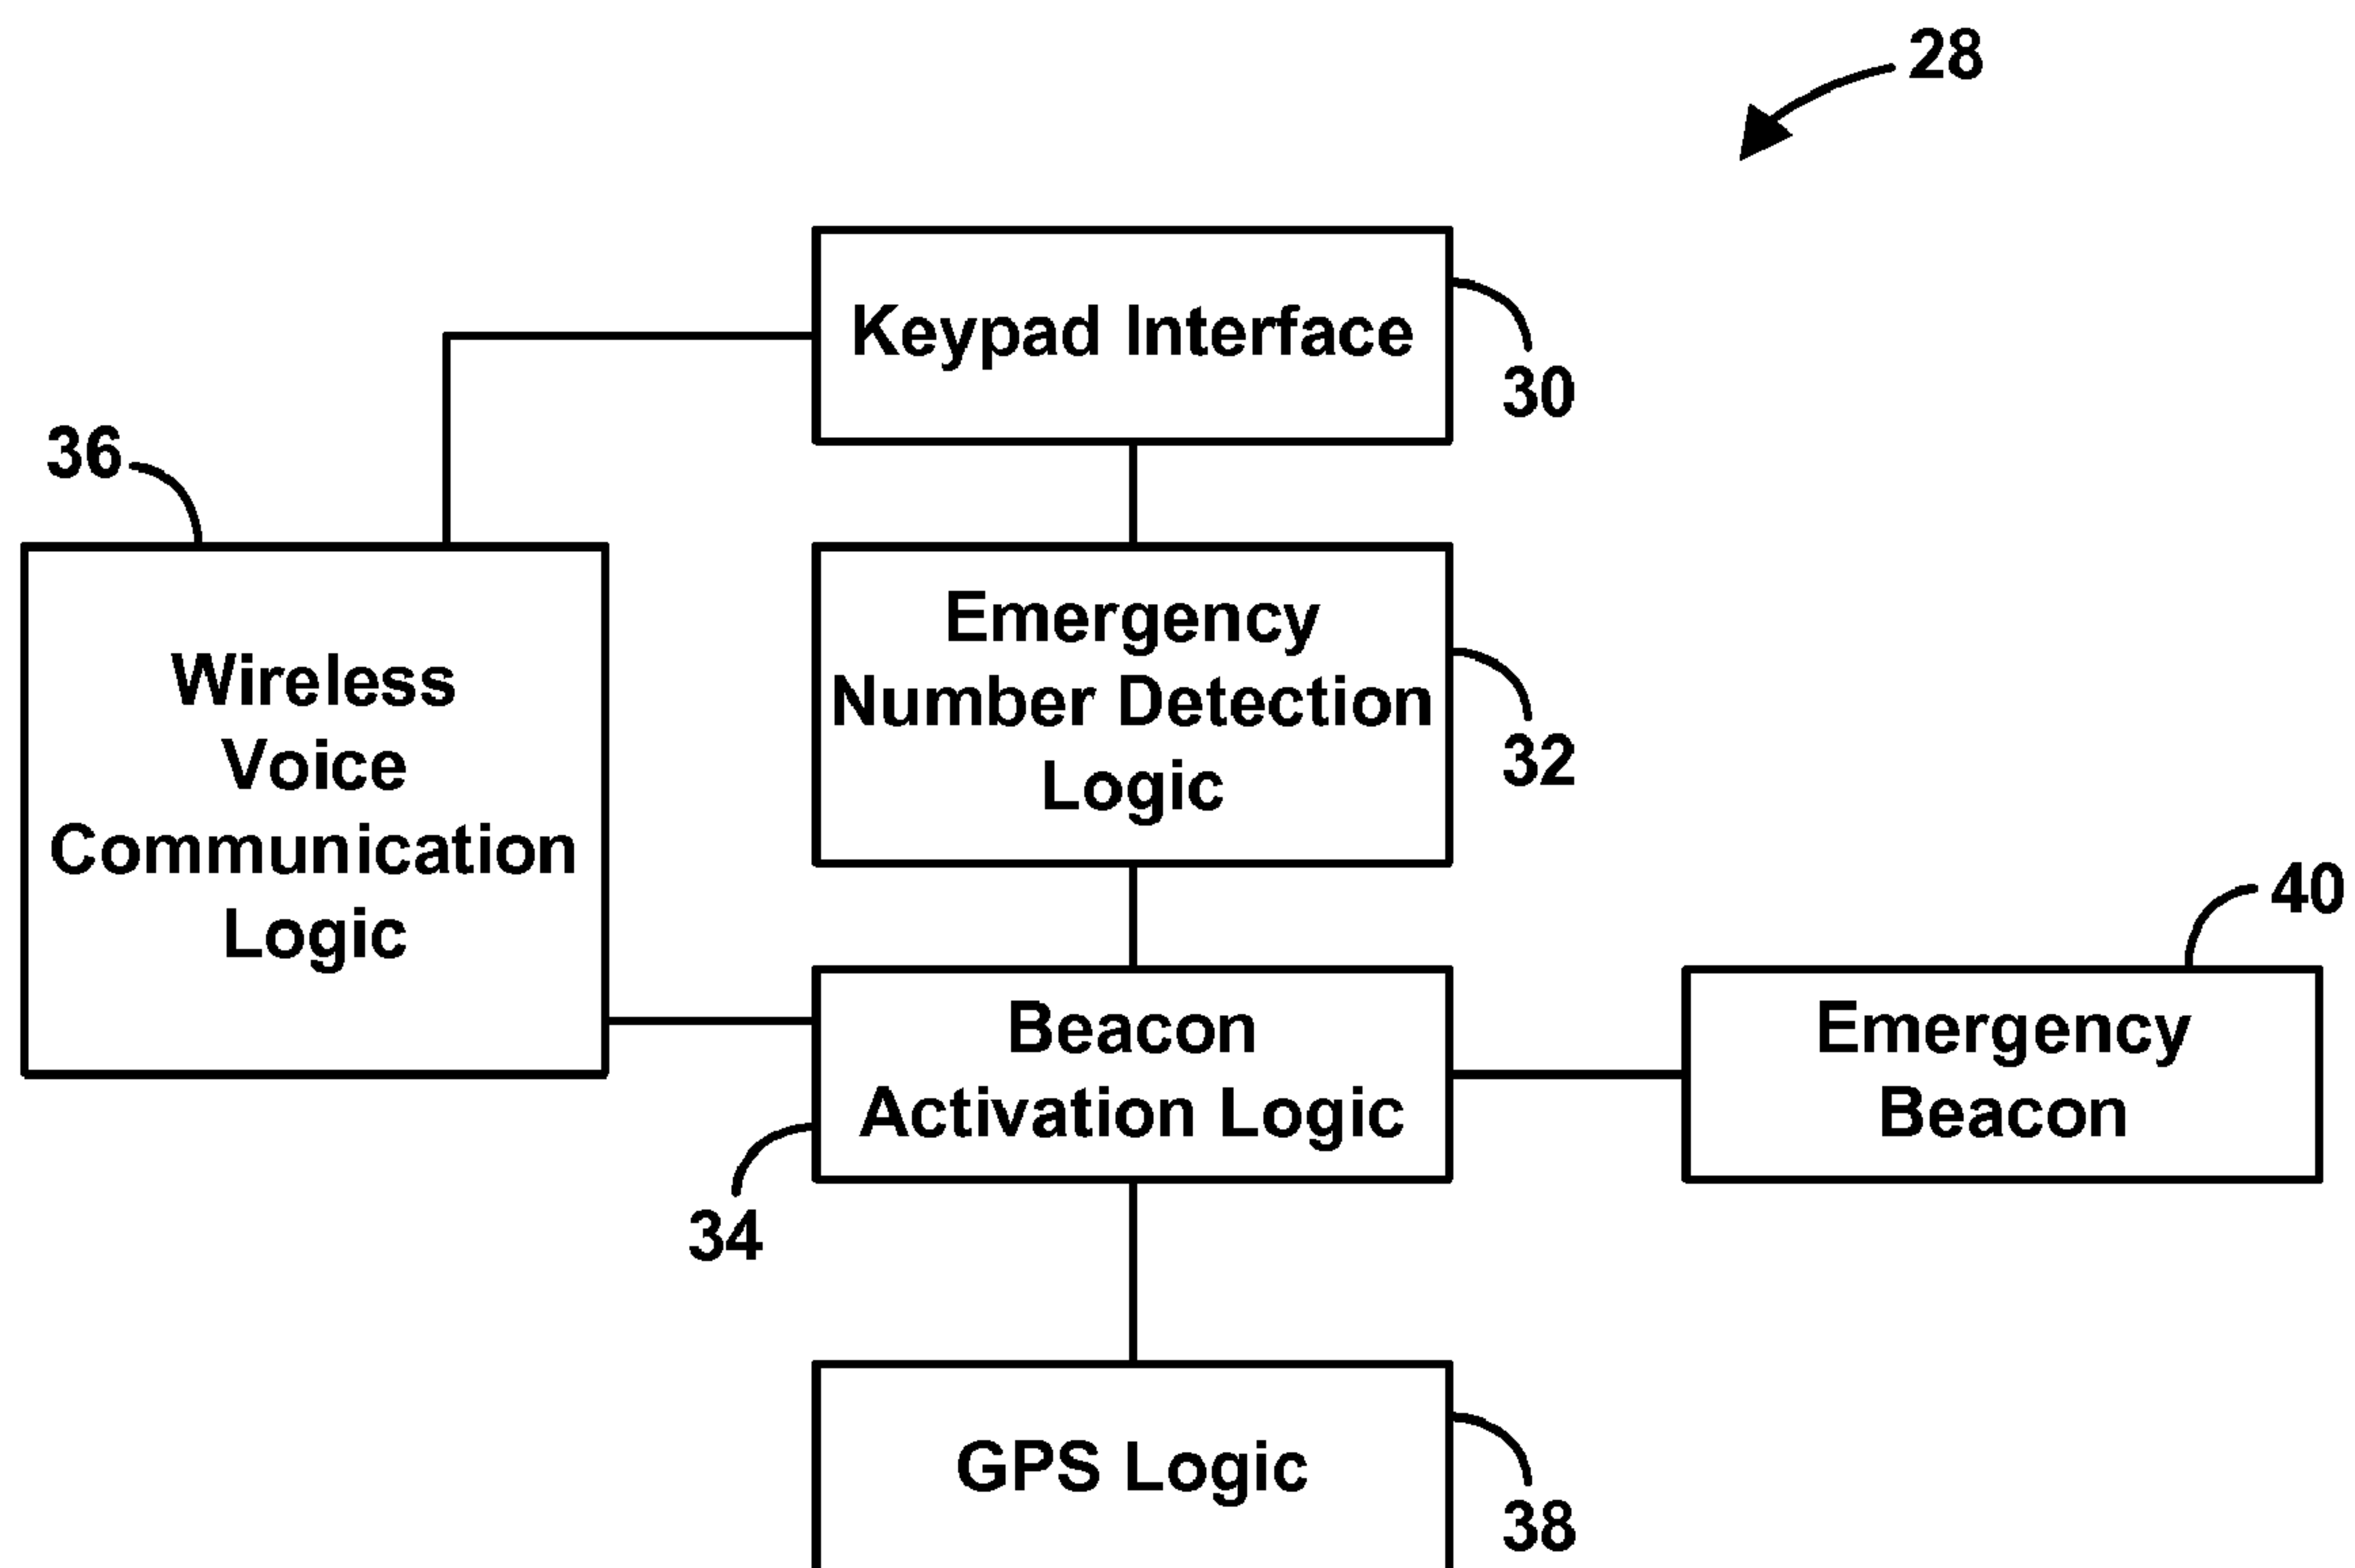 28
Keypad Interface
30
36
Wireless
Voice
Communication
Logic
Emergency
Number Detection
Logic
32
40
Beacon
Activation Logic
34
Emergency
Beacon
GPS Logic
38